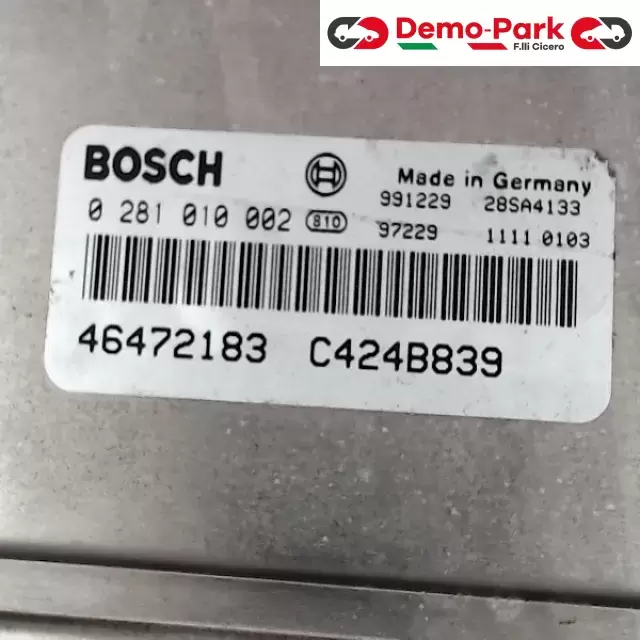 Demo-Park
F.lli Cicero
BOSCH
Made in Germany
991229 28SA4133
0 281 010 002 810
97229 1111 0103
46472183 C424B839